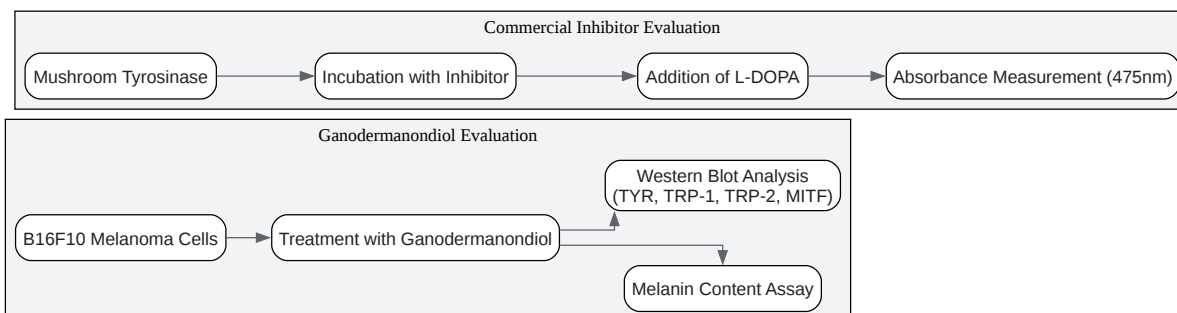 Commercial Inhibitor Evaluation
Mushroom Tyrosinase
Incubation with Inhibitor
Addition of L-DOPA
Absorbance Measurement (475nm)
Ganodermanondiol Evaluation
B16F10 Melanoma Cells
Treatment with Ganodermanondiol
Western Blot Analysis
(TYR, TRP-1, TRP-2, MITF)
Melanin Content Assay